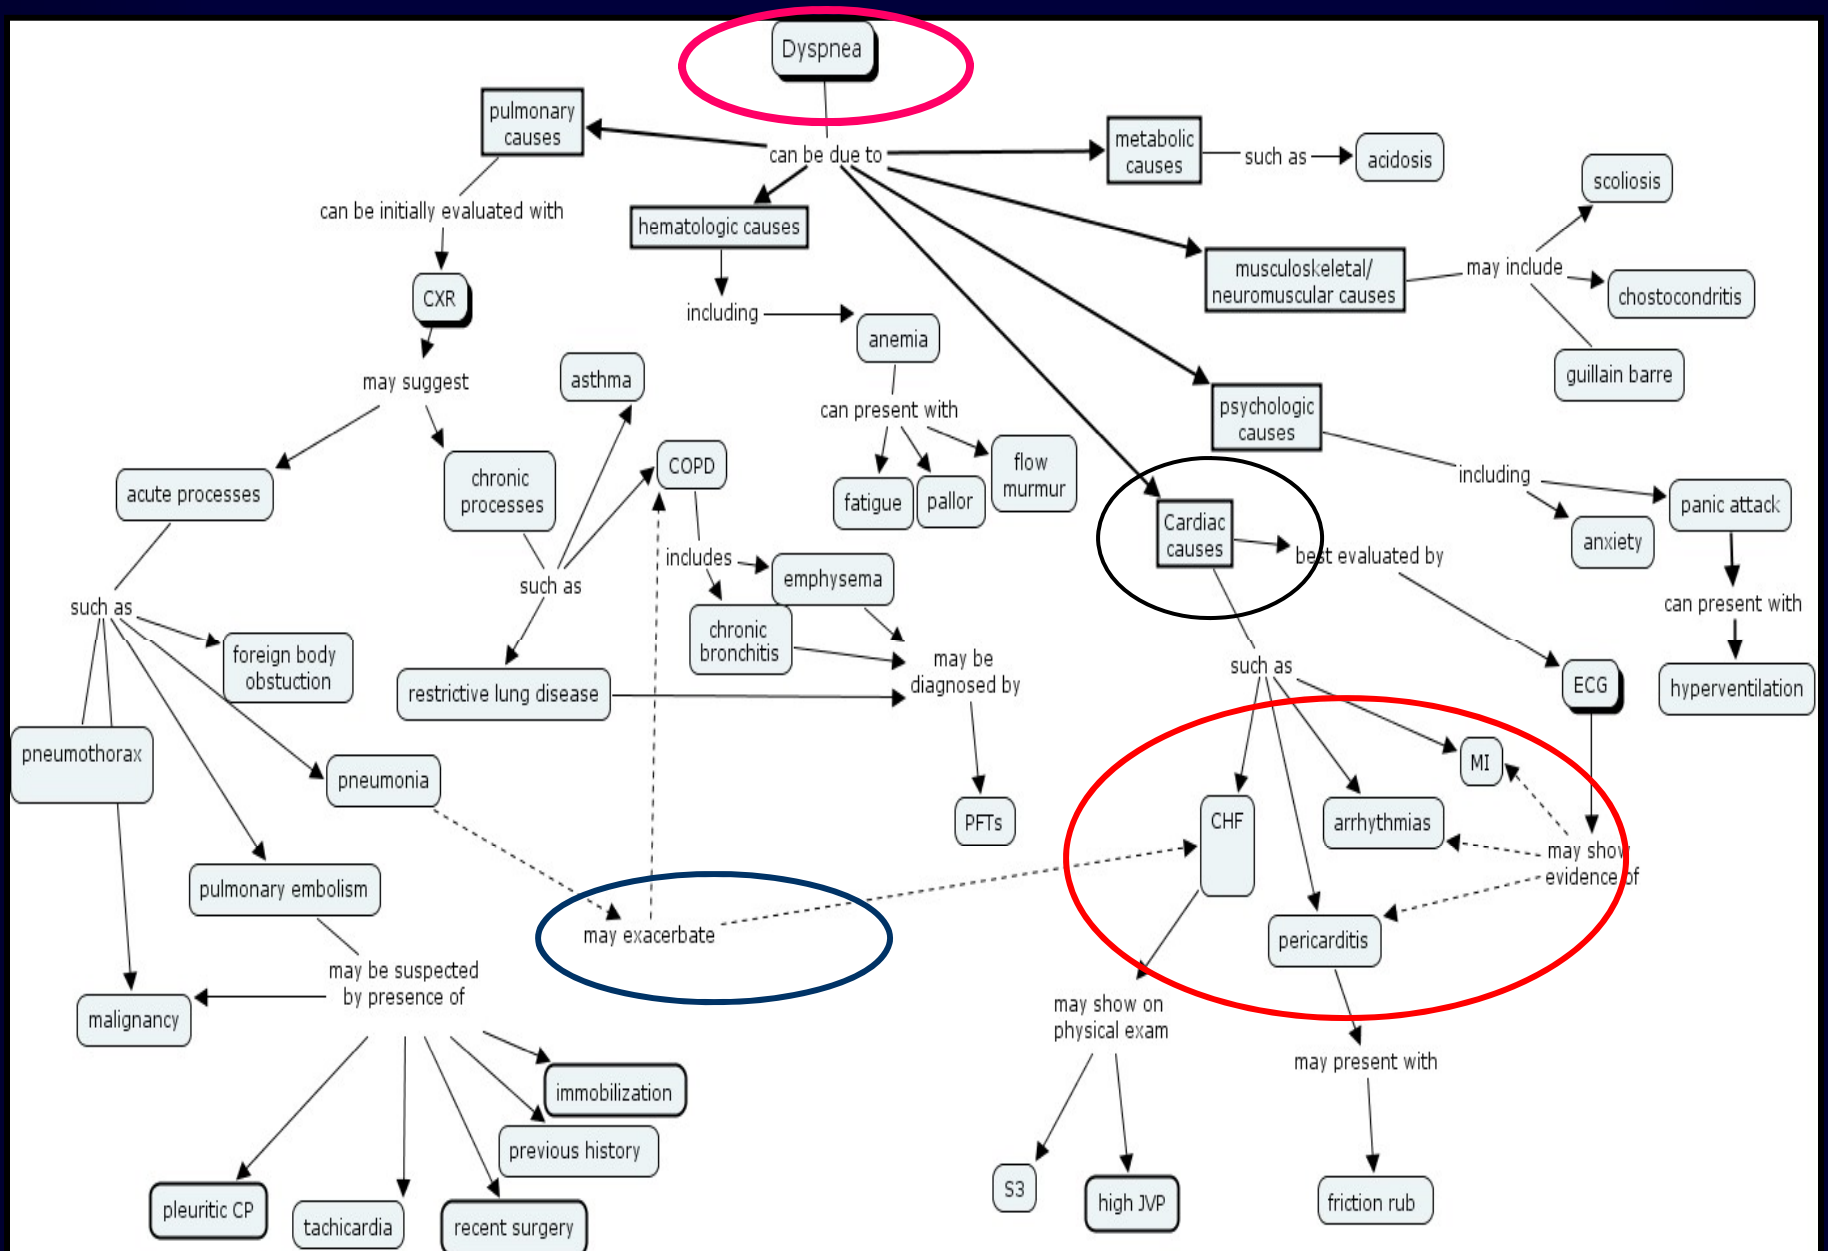 Dyspnea
pulmonary
causes
can be due to
metabolic
causes
such as
acidosis
scoliosis
can be initially evaluated with
hematologic causes
musculoskeletal/
neuromuscular causes
may include
chostocondritis
guillain barre
CXR
including
anemia
may suggest
asthma
can present with
psychologic
causes
including
panic attack
anxiety
acute processes
chronic
processes
COPD
fatigue
pallor
flow
murmur
Cardiac
causes
best evaluated by
can present with
hyperventilation
such as
such as
includes
emphysema
chronic
bronchitis
foreign body
obstuction
restrictive lung disease
may be
diagnosed by
such as
ECG
pneumothorax
pneumonia
PFTs
CHF
arrhythmias
MI
may show
evidence of
pulmonary embolism
may exacerbate
pericarditis
may be suspected
by presence of
malignancy
may show on
physical exam
may present with
immobilization
previous history
pleuritic CP
tachicardia
recent surgery
S3
high JVP
friction rub